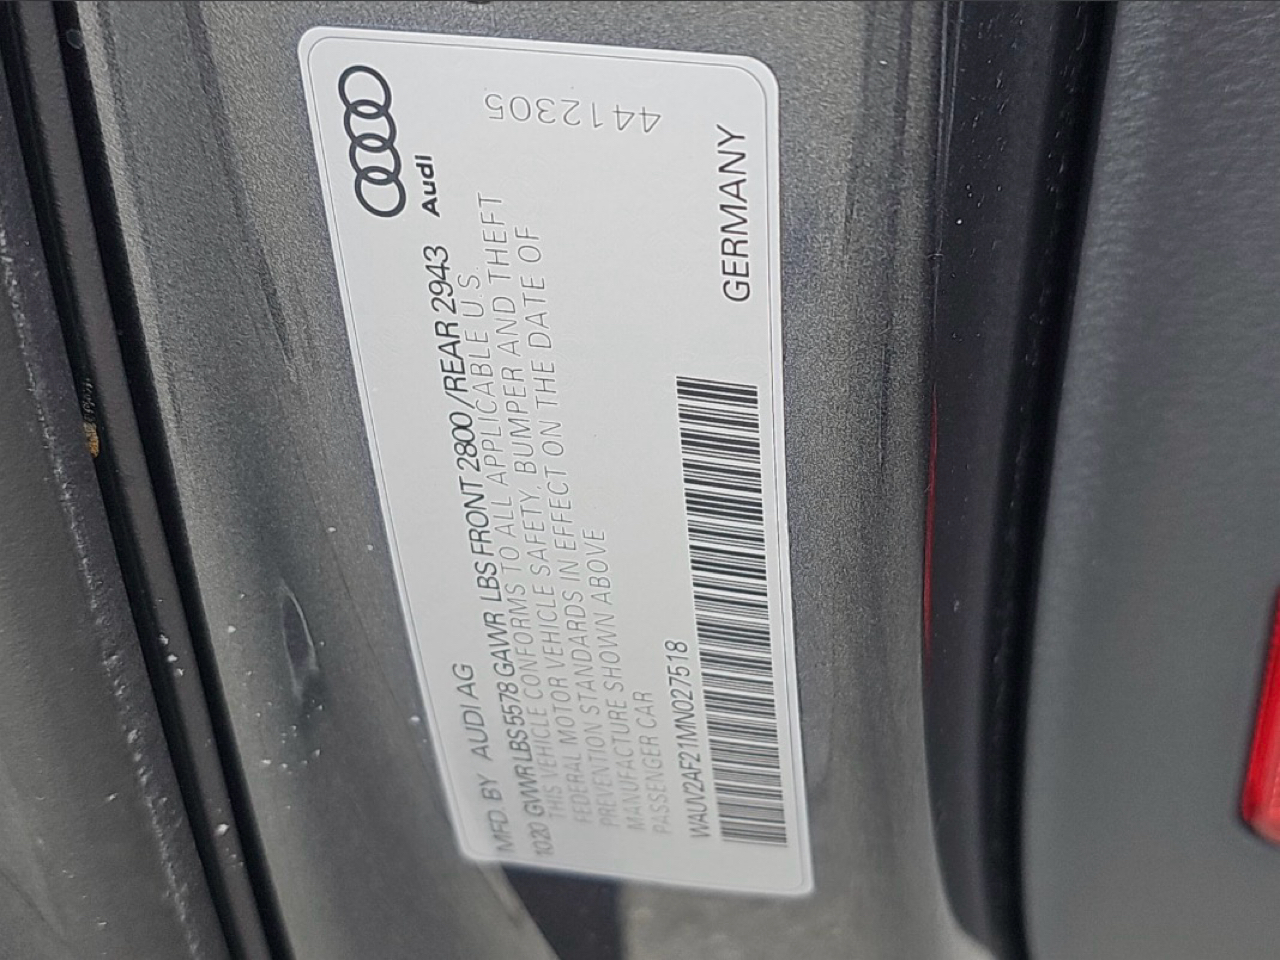 Audi
MFD. BY AUDI AG
10.20 GVWR LBS 5578 GAWR LBS FRONT 2800 /REAR 2943
THIS VEHICLE CONFORMS TO ALL APPLICABLE U.S.
FEDERAL MOTOR VEHICLE SAFETY, BUMPER AND THEFT
PREVENTION STANDARDS IN EFFECT ON THE DATE OF
MANUFACTURE SHOWN ABOVE
PASSENGER CAR
WAUV2AF21MN027518
GERMANY
4412305